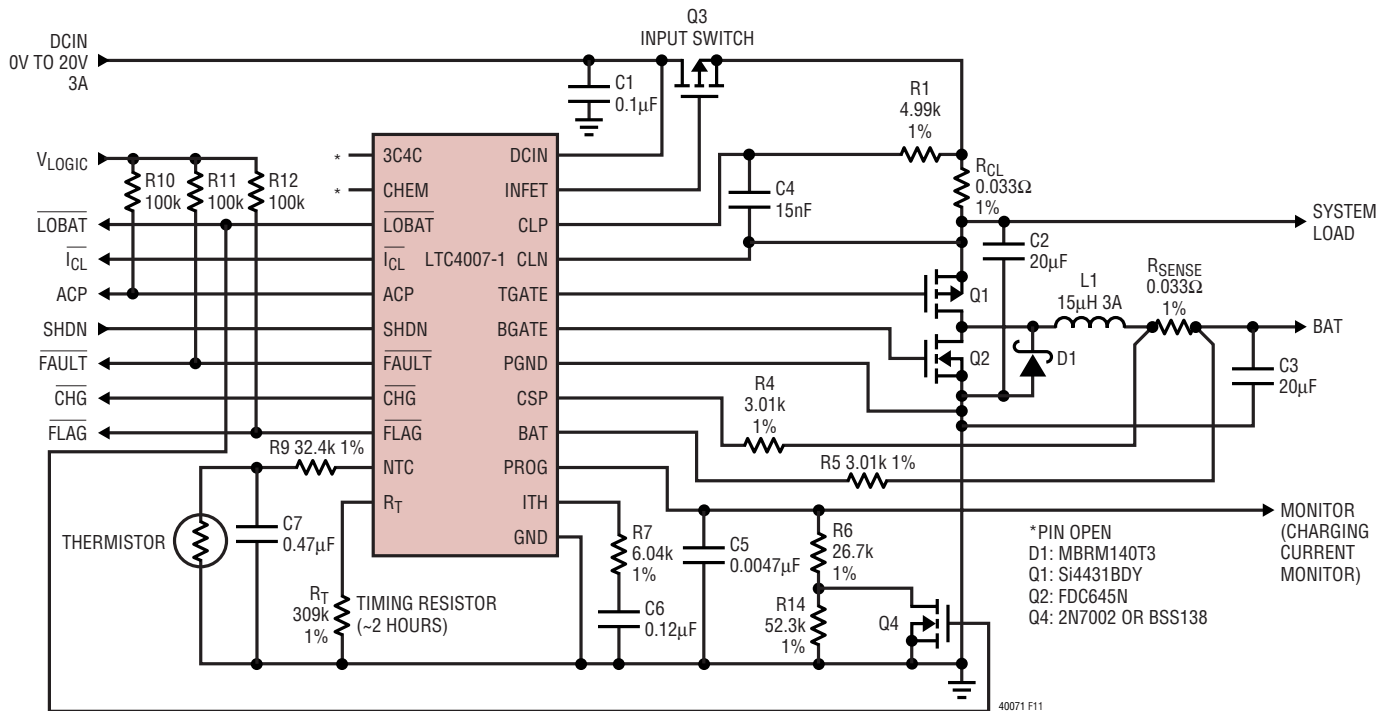 Q3
INPUT SWITCH
DCIN
0V TO 20V
3A
C1
0.1µF
R1
4.99k
1%
VLOGIC
R10
100k
R11
100k
R12
100k
*
3C4C
DCIN
*
CHEM
INFET
C4
15nF
RCL
0.033Ω
1%
LOBAT
LOBAT
CLP
SYSTEM
LOAD
C2
20µF
ICL
ICL
LTC4007-1
CLN
ACP
ACP
TGATE
Q1
L1
15µH 3A
RSENSE
0.033Ω
1%
SHDN
SHDN
BGATE
BAT
FAULT
FAULT
PGND
Q2
D1
C3
20µF
CHG
CHG
CSP
R4
3.01k
1%
FLAG
FLAG
BAT
R9 32.4k 1%
NTC
PROG
R5 3.01k 1%
RT
ITH
GND
THERMISTOR
C7
0.47µF
R7
6.04k
1%
C5
0.0047µF
R6
26.7k
1%
MONITOR
(CHARGING
CURRENT
MONITOR)
*PIN OPEN
D1: MBRM140T3
Q1: Si4431BDY
Q2: FDC645N
Q4: 2N7002 OR BSS138
RT
309k
1%
TIMING RESISTOR
(~2 HOURS)
C6
0.12µF
R14
52.3k
1%
Q4
40071 F11